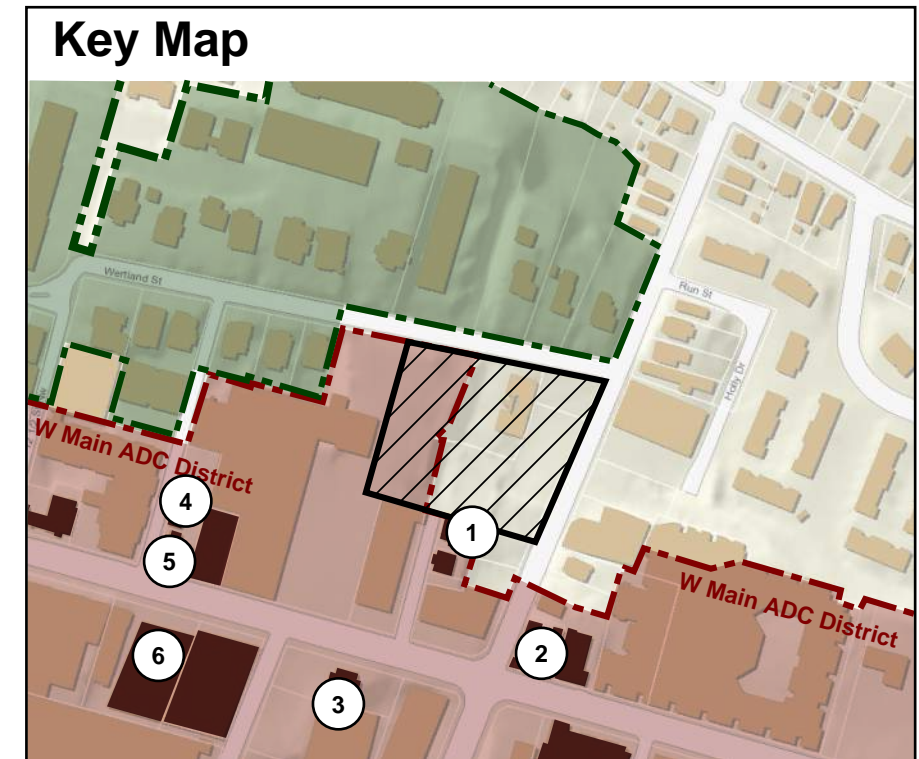 Key Map
Wertland St
Run St
Holly Dr
W Main ADC District
4
1
5
W Main ADC District
2
6
3